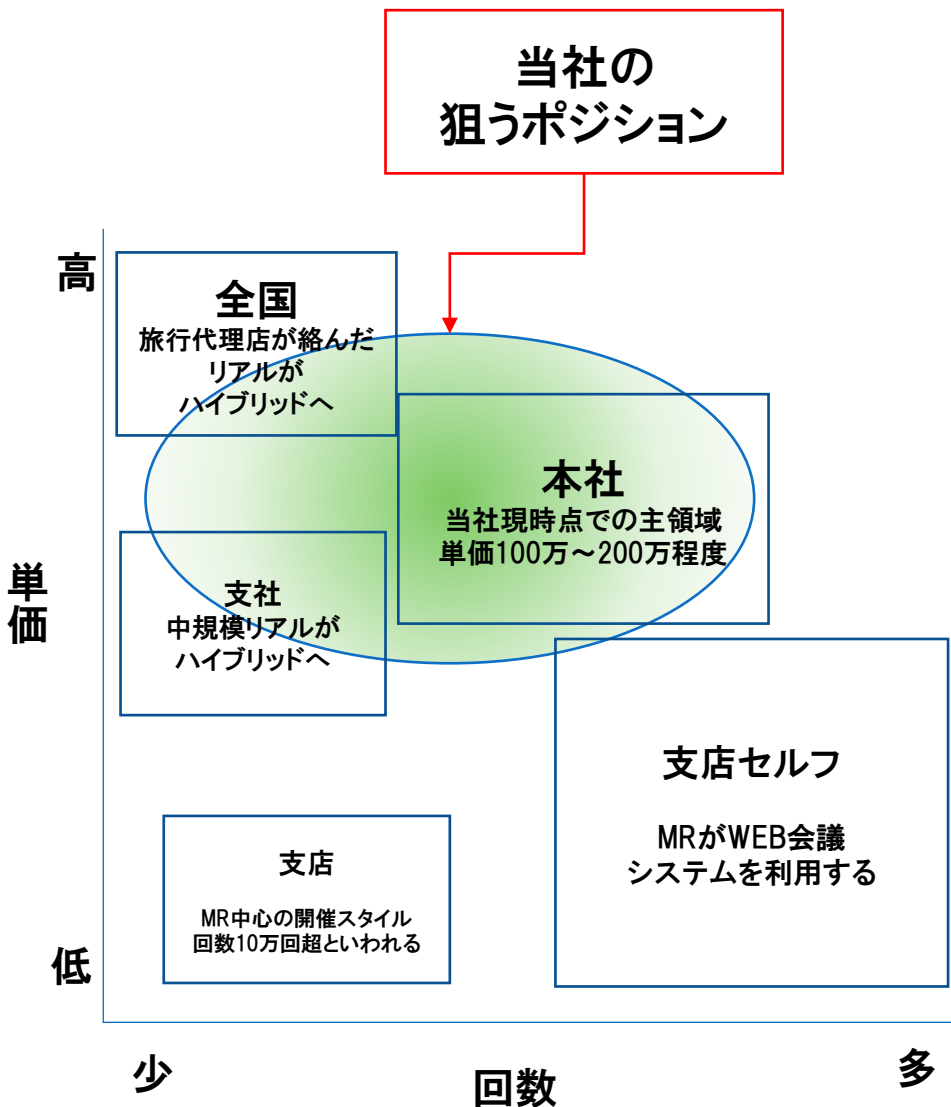 当社の
狙うポジション
高
全国
旅行代理店が絡んだ
リアルが
ハイブリッドへ
本社
当社現時点での主領域
単価100万～200万程度
単価
支社
中規模リアルが
ハイブリッドへ
支店セルフ
MRがWEB会議
システムを利用する
支店
MR中心の開催スタイル
回数10万回超といわれる
低
少
回数
多